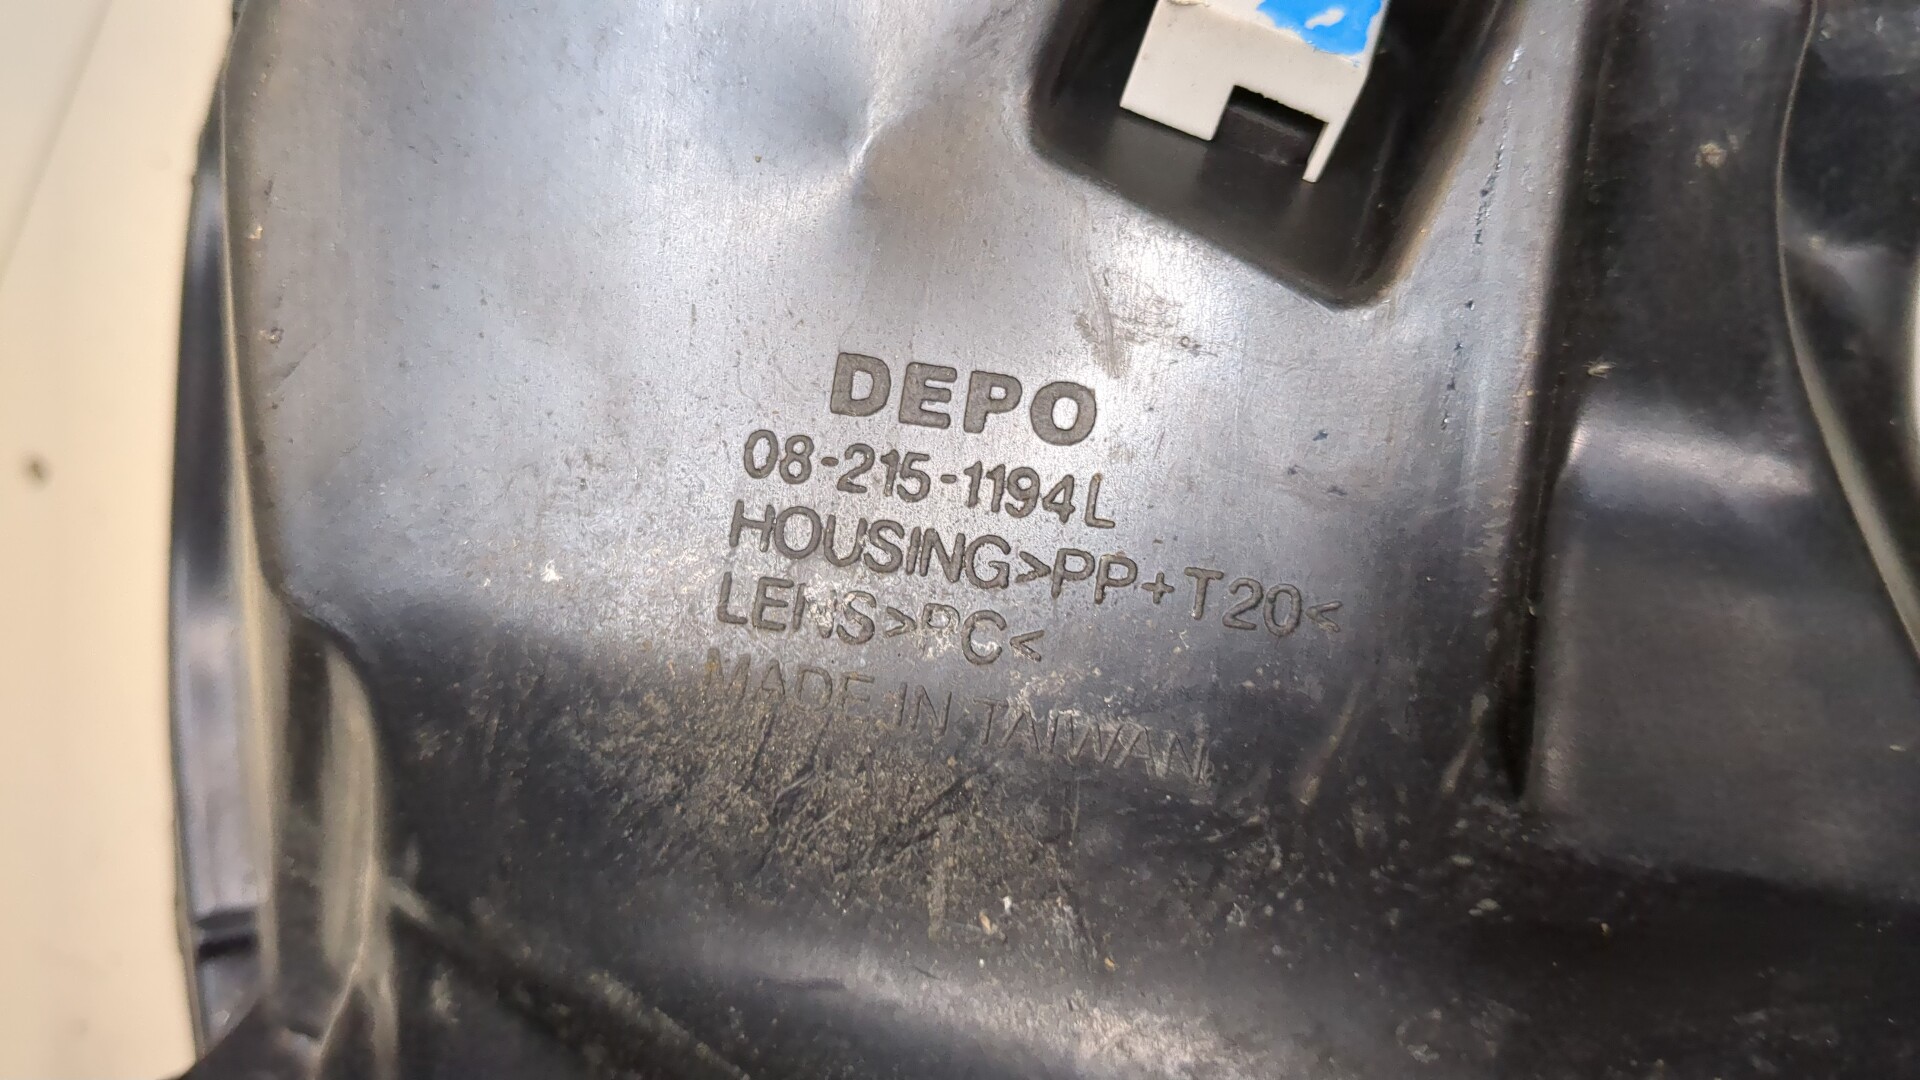 DEPO
08-215-1194L
HOUSING>PP+T20<
LENS>PC<
MADE IN TAIWAN